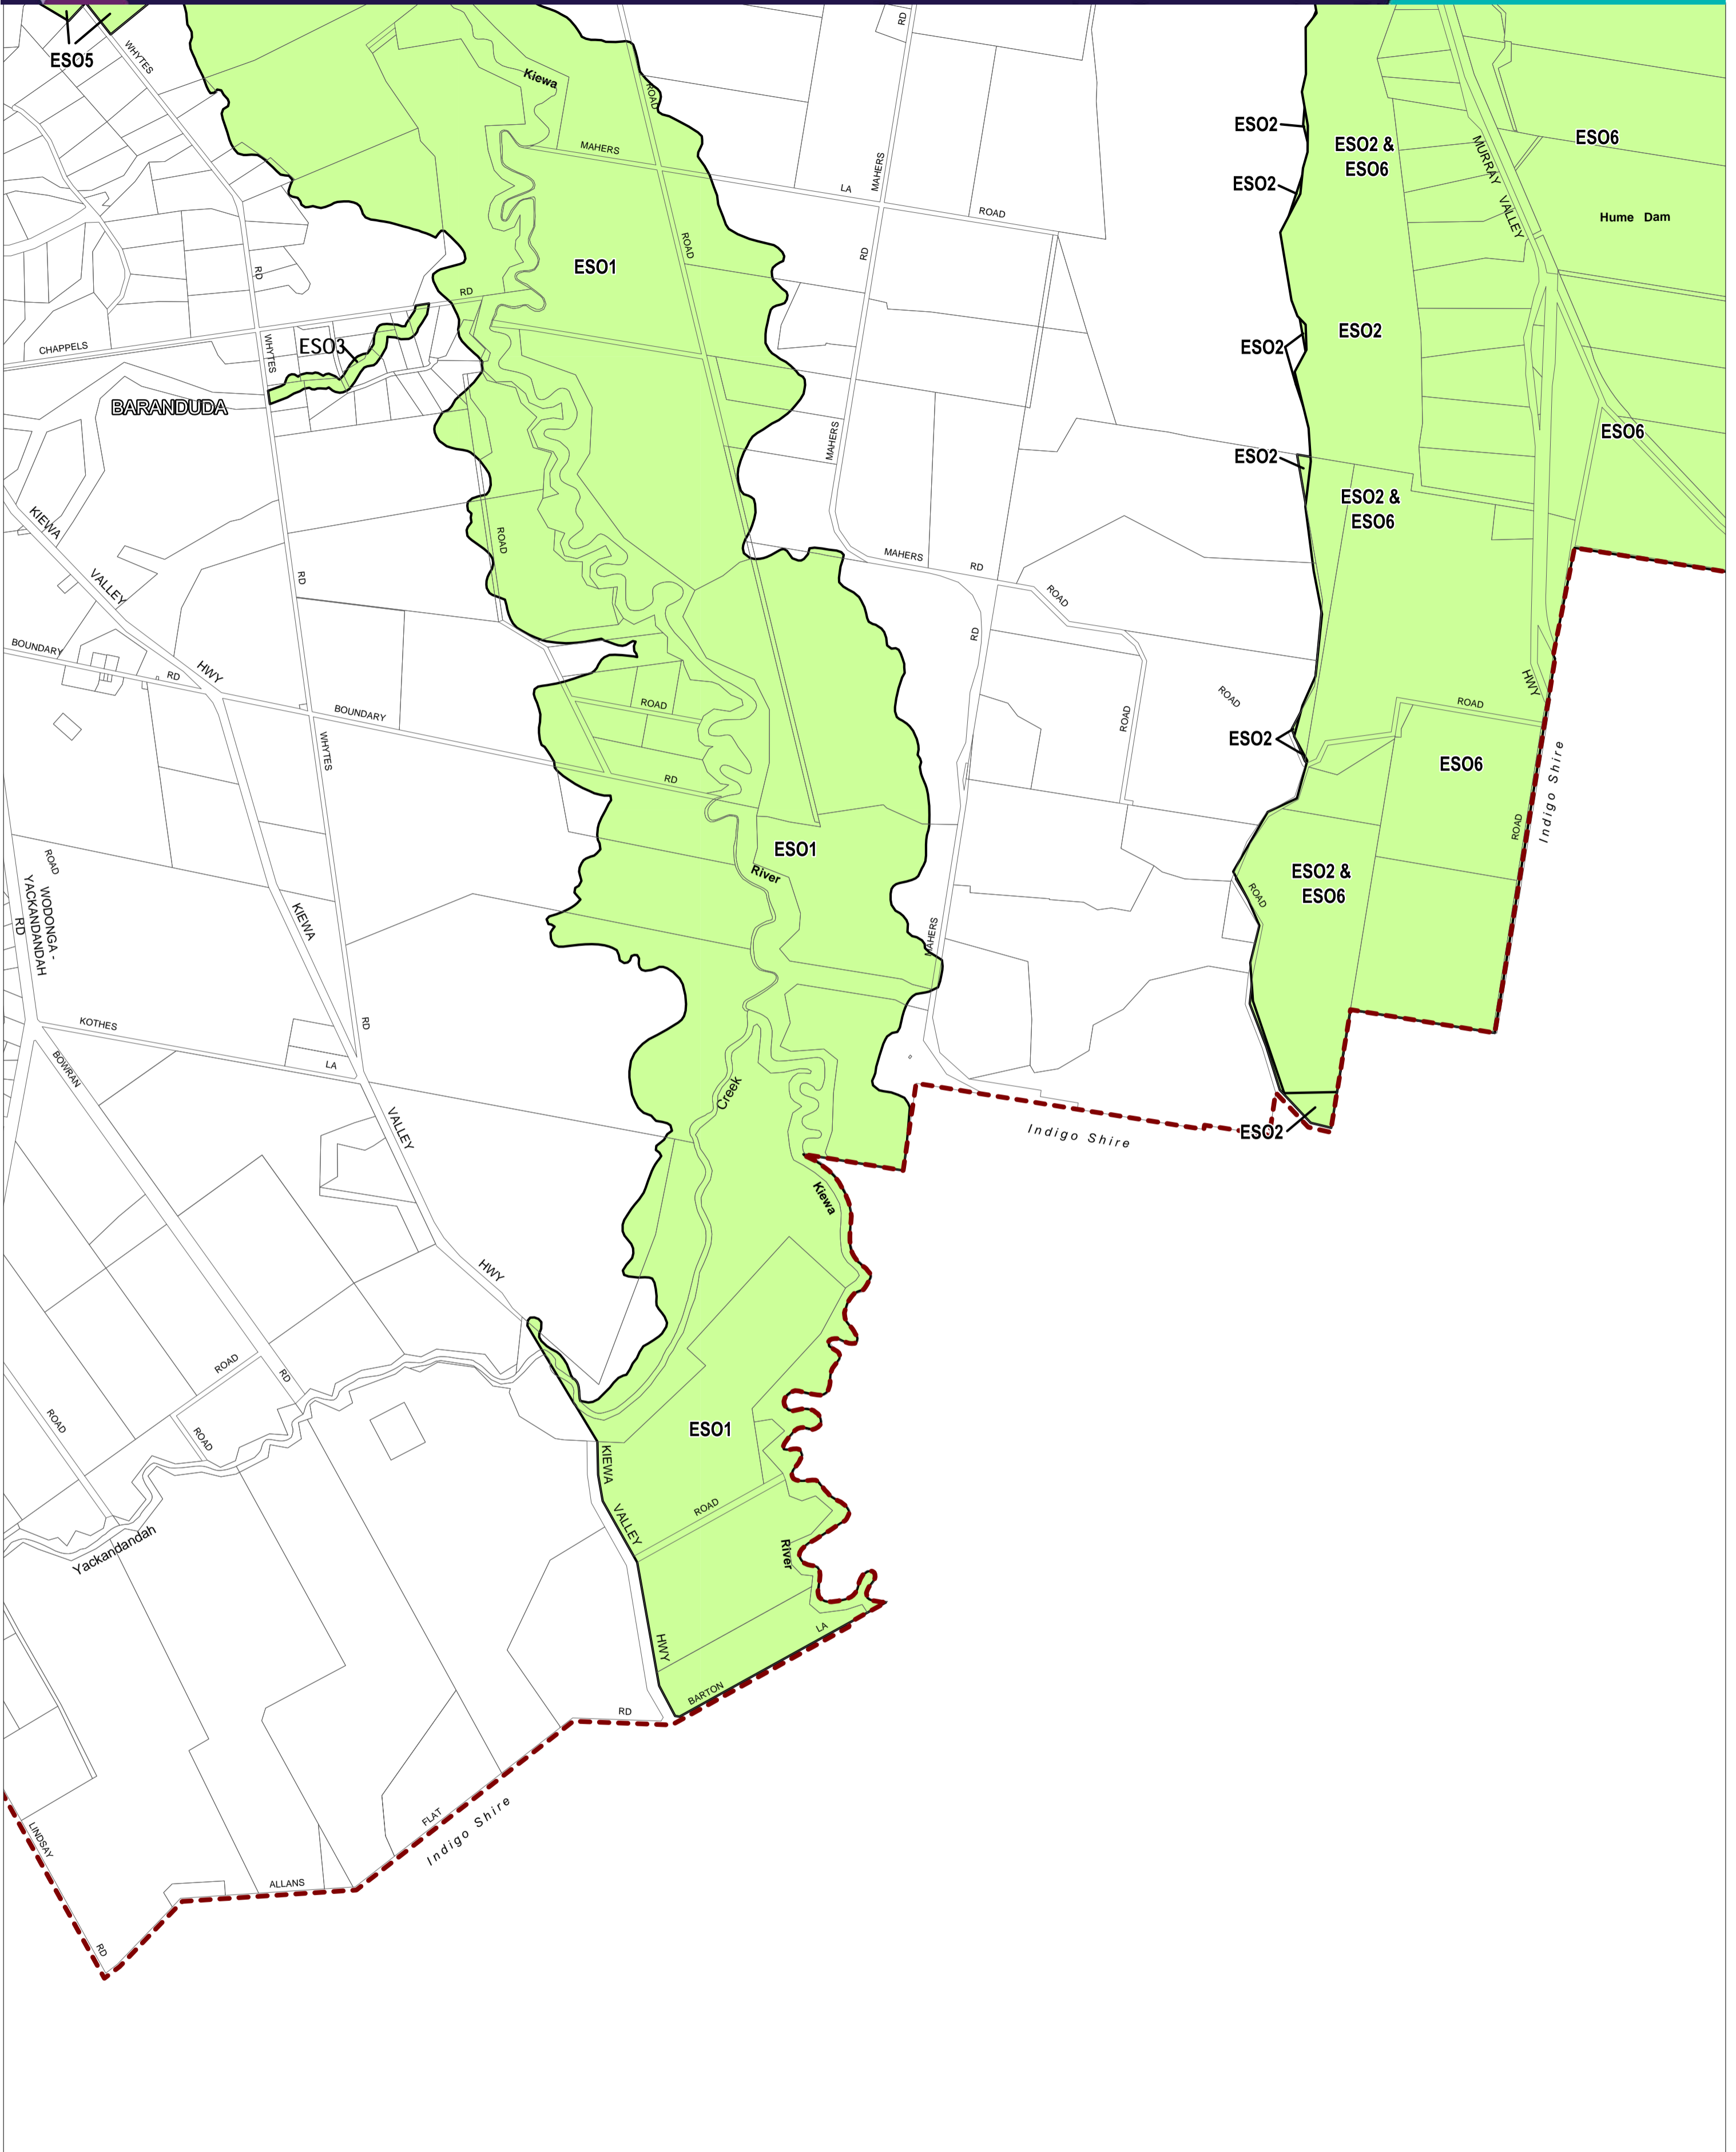 ESO5
WHYTES
Kiewa
ROAD
RD
MAHERS
LA
MAHERS
ROAD
RD
ROAD
RD
ESO1
RD
CHAPPELS
WHYTES
ESO3
BARANDUDA
MAHERS
ESO2
ESO2
ESO2 &
ESO6
MURRAY
VALLEY
ESO6
Hume Dam
ESO2
ESO2
ESO6
ESO2
ESO2 &
ESO6
KIEWA
VALLEY
HWY
RD
ROAD
MAHERS
RD
ROAD
RD
BOUNDARY
RD
BOUNDARY
WHYTES
ROAD
RD
ROAD
ROAD
ESO2
HWY
ROAD
ESO6
ROAD
Indigo Shire
ESO1
River
ROAD
WODONGA -
YACKANDANDAH
RD
KIEWA
MAHERS
ESO2 &
ESO6
ROAD
KOTHES
RD
LA
BOWRAN
VALLEY
Creek
Indigo Shire
ESO2
Kiewa
HWY
ROAD
RD
ROAD
ROAD
ESO1
KIEWA
VALLEY
ROAD
River
Yackandandah
HWY
LA
BARTON
RD
FLAT
Indigo Shire
LINDSAY
ALLANS
RD